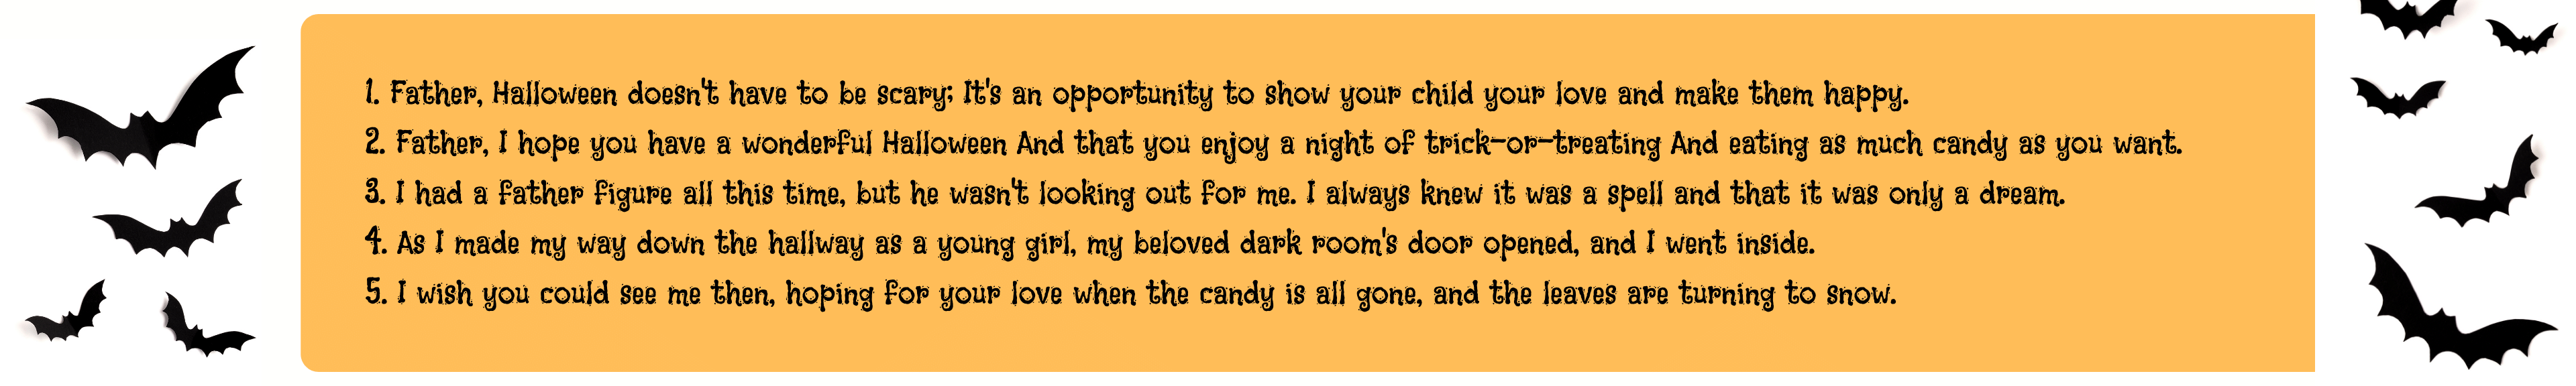 1. Father, Halloween doesn't have to be scary; It's an opportunity to show your child your love and make them happy.
2. Father, I hope you have a wonderful Halloween And that you enjoy a night of trick-or-treating And eating as much candy as you want.
3. I had a father figure all this time, but he wasn't looking out for me. I always knew it was a spell and that it was only a dream.
4. As I made my way down the hallway as a young girl, my beloved dark room's door opened, and I went inside.
5. I wish you could see me then, hoping for your love when the candy is all gone, and the leaves are turning to snow.